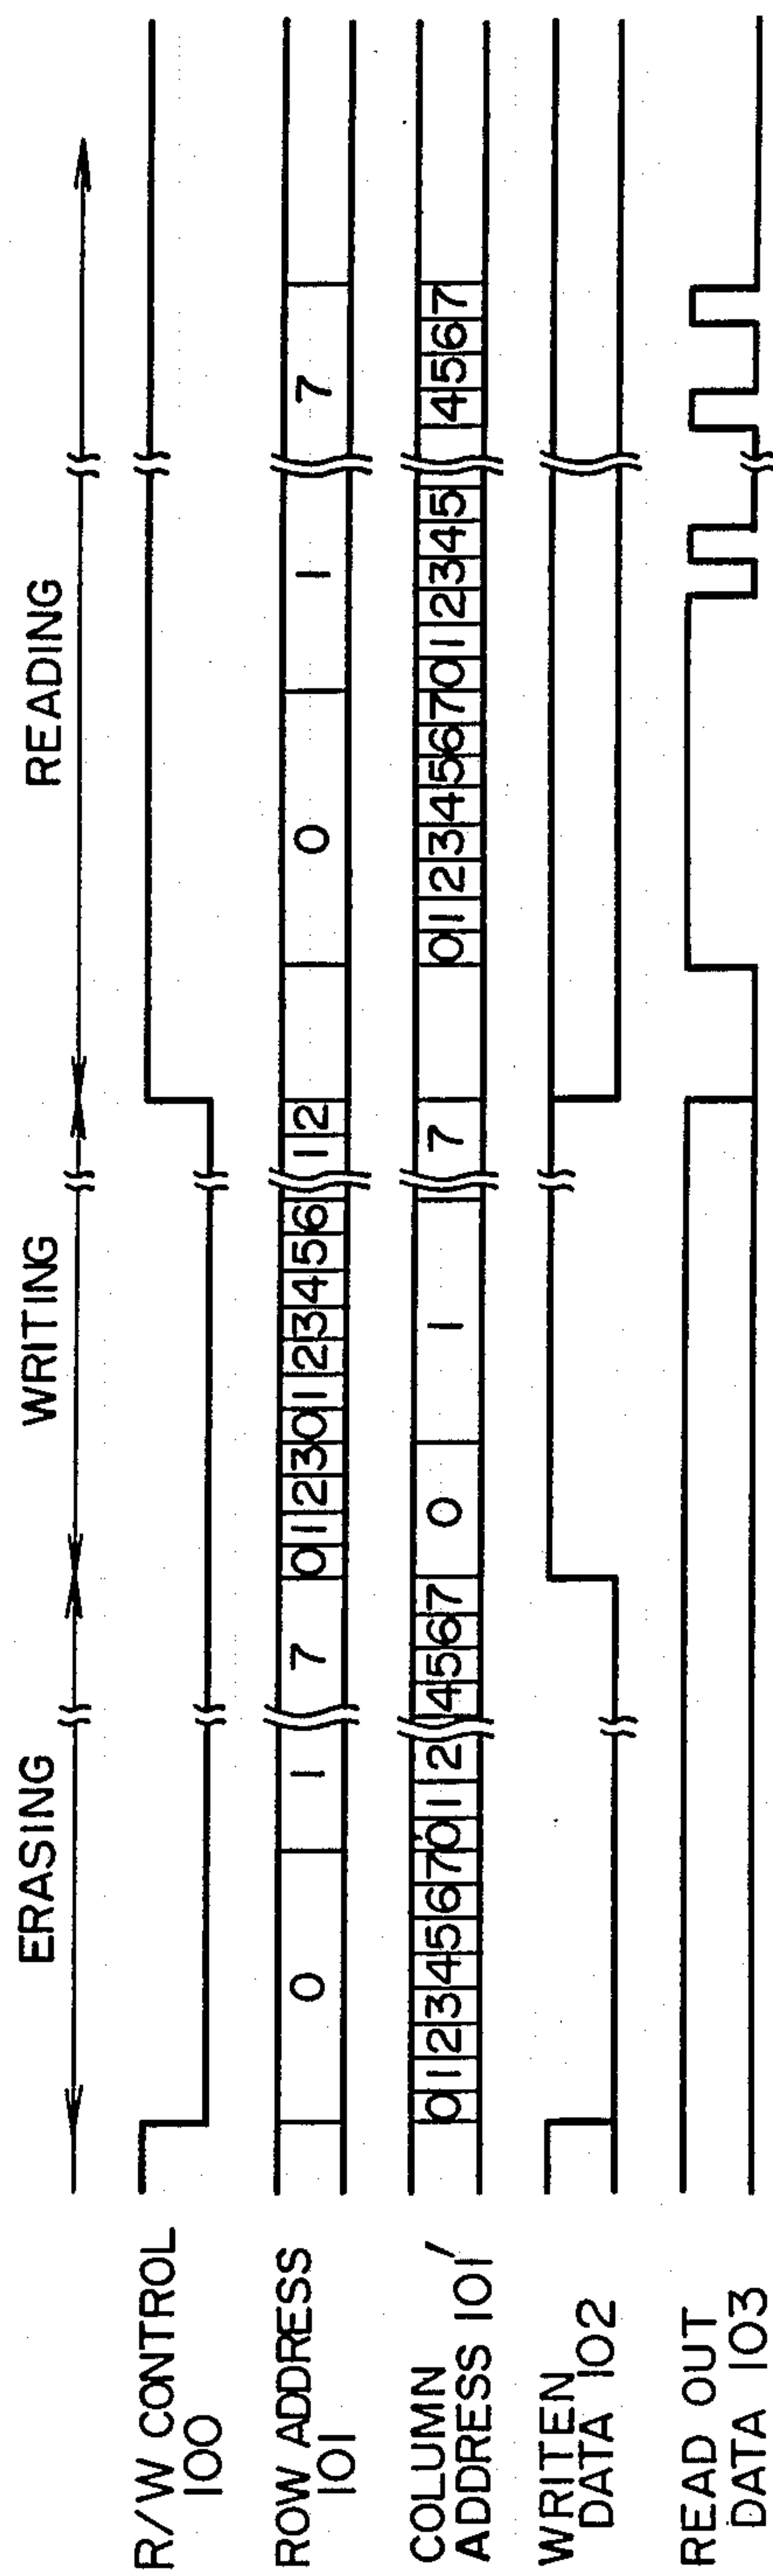 ERASING WRITING READING
R/W CONTROL
100
ROW ADDRESS
101
0 1 7 0 1 2 3 0 1 2 3 4 5 6 1 2 0 1 7
COLUMN
ADDRESS 101'
0 1 2 3 4 5 6 7 0 1 2 4 5 6 7 0 1 7 0 1 2 3 4 5 6 7 0 1 2 3 4 5 4 5 6 7
WRITEN
DATA 102
READ OUT
DATA 103